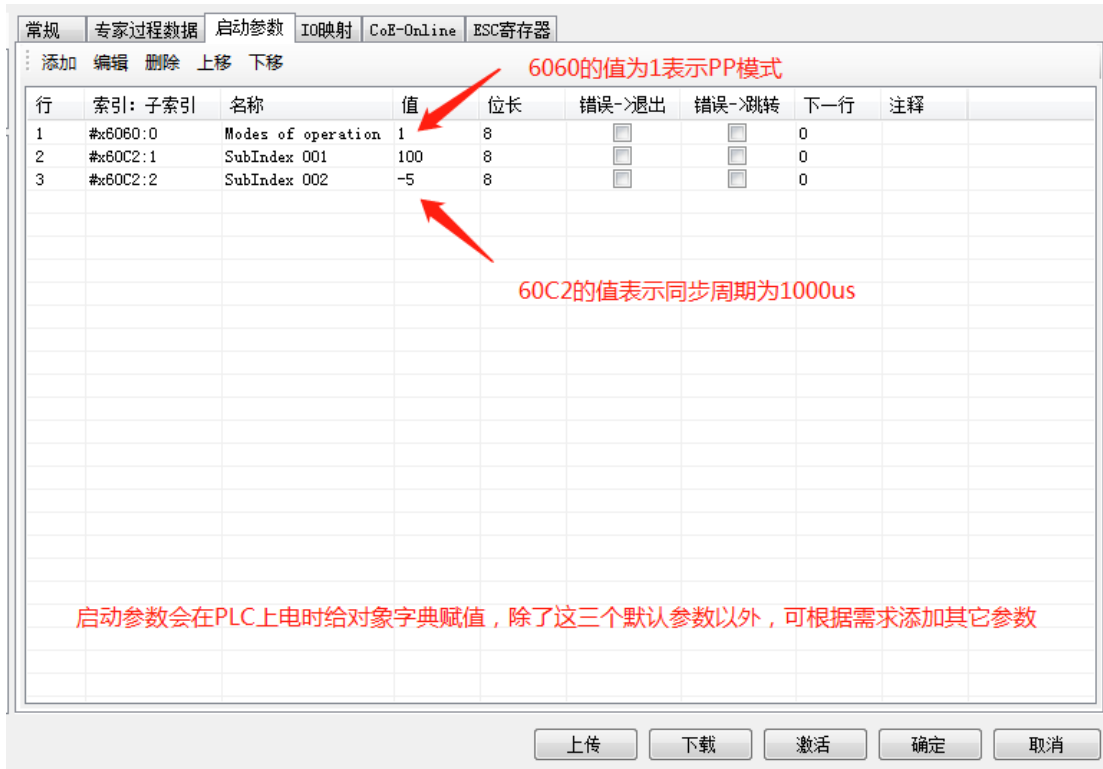 常规 专家过程数据 启动参数 IO映射 CoE-Online ESC寄存器
添加 编辑 删除 上移 下移
6060的值为1表示PP模式
行 索引：子索引 名称 值 位长 错误->退出 错误->跳转 下一行 注释
1 #x6060:0 Modes of operation 1 8 0
2 #x60C2:1 SubIndex 001 100 8 0
3 #x60C2:2 SubIndex 002 -5 8 0
60C2的值表示同步周期为1000us
启动参数会在PLC上电时给对象字典赋值，除了这三个默认参数以外，可根据需求添加其它参数
上传 下载 激活 确定 取消